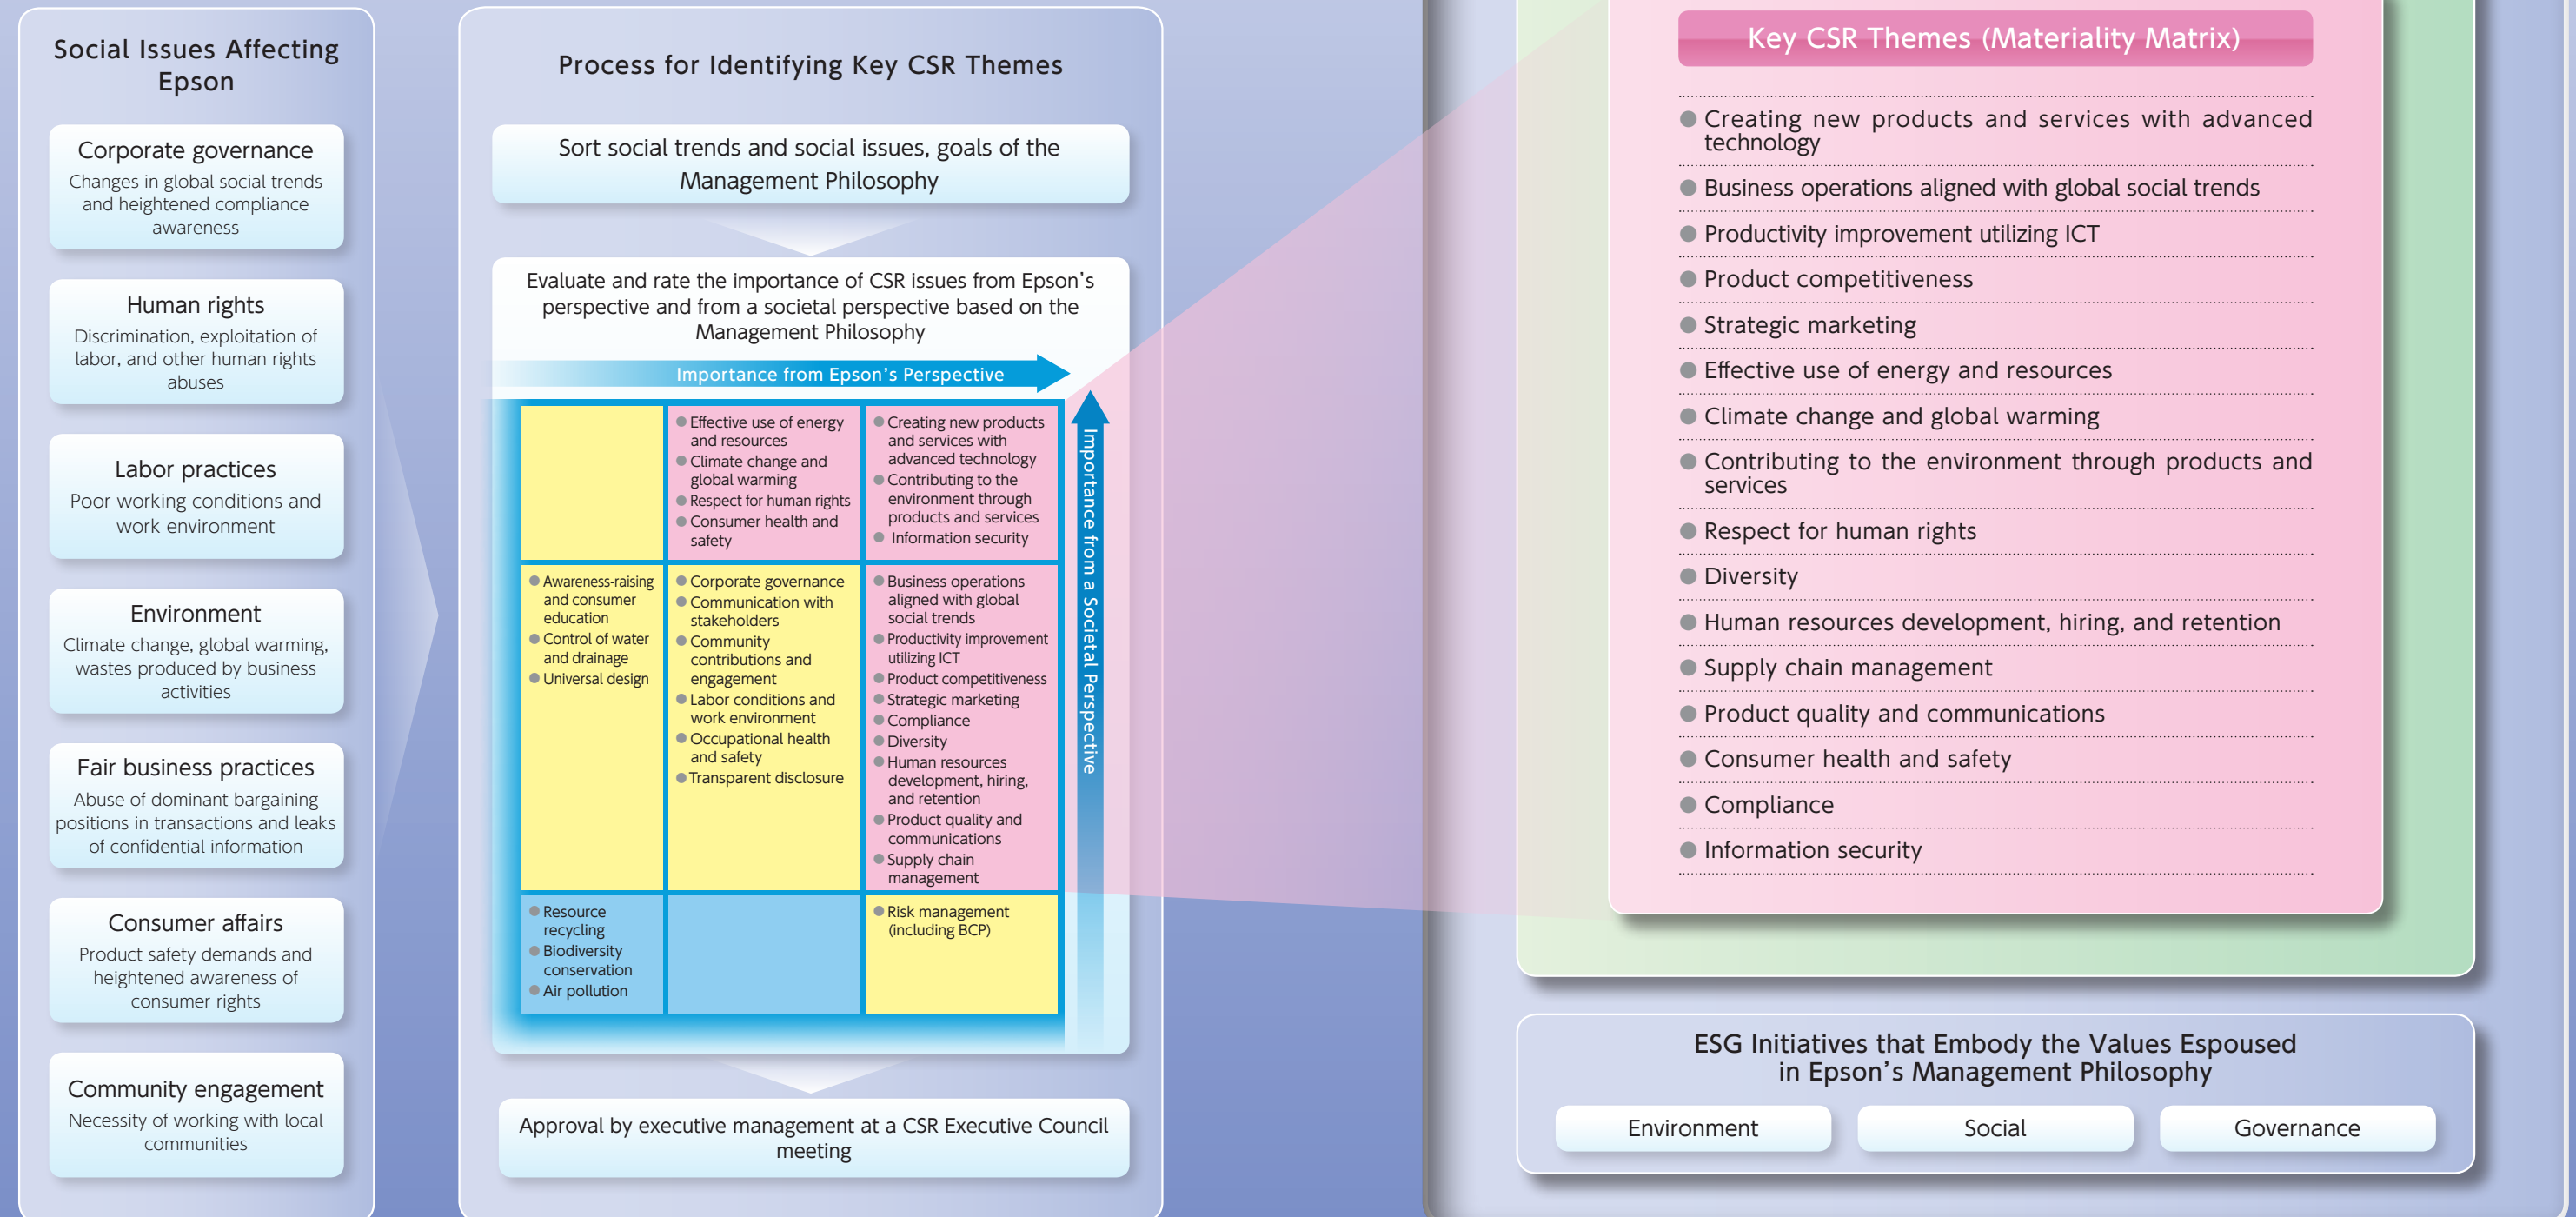 Social Issues Affecting
Epson
Corporate governance
Changes in global social trends
and heightened compliance
awareness
Human rights
Discrimination, exploitation of
labor, and other human rights
abuses
Labor practices
Poor working conditions and
work environment
Environment
Climate change, global warming,
wastes produced by business
activities
Fair business practices
Abuse of dominant bargaining
positions in transactions and leaks
of confidential information
Consumer affairs
Product safety demands and
heightened awareness of
consumer rights
Community engagement
Necessity of working with local
communities
Process for Identifying Key CSR Themes
Sort social trends and social issues, goals of the
Management Philosophy
Evaluate and rate the importance of CSR issues from Epson's
perspective and from a societal perspective based on the
Management Philosophy
Importance from Epson's Perspective
Importance from a Societal Perspective
● Effective use of energy
and resources
● Climate change and
global warming
● Respect for human rights
● Consumer health and
safety
● Creating new products
and services with
advanced technology
● Contributing to the
environment through
products and services
● Information security
● Awareness-raising
and consumer
education
● Control of water
and drainage
● Universal design
● Corporate governance
● Communication with
stakeholders
● Community
contributions and
engagement
● Labor conditions and
work environment
● Occupational health
and safety
● Transparent disclosure
● Business operations
aligned with global
social trends
● Productivity improvement
utilizing ICT
● Product competitiveness
● Strategic marketing
● Compliance
● Diversity
● Human resources
development, hiring,
and retention
● Product quality and
communications
● Supply chain
management
● Resource
recycling
● Biodiversity
conservation
● Air pollution
● Risk management
(including BCP)
Approval by executive management at a CSR Executive Council
meeting
Key CSR Themes (Materiality Matrix)
● Creating new products and services with advanced
technology
● Business operations aligned with global social trends
● Productivity improvement utilizing ICT
● Product competitiveness
● Strategic marketing
● Effective use of energy and resources
● Climate change and global warming
● Contributing to the environment through products and
services
● Respect for human rights
● Diversity
● Human resources development, hiring, and retention
● Supply chain management
● Product quality and communications
● Consumer health and safety
● Compliance
● Information security
ESG Initiatives that Embody the Values Espoused
in Epson's Management Philosophy
Environment
Social
Governance